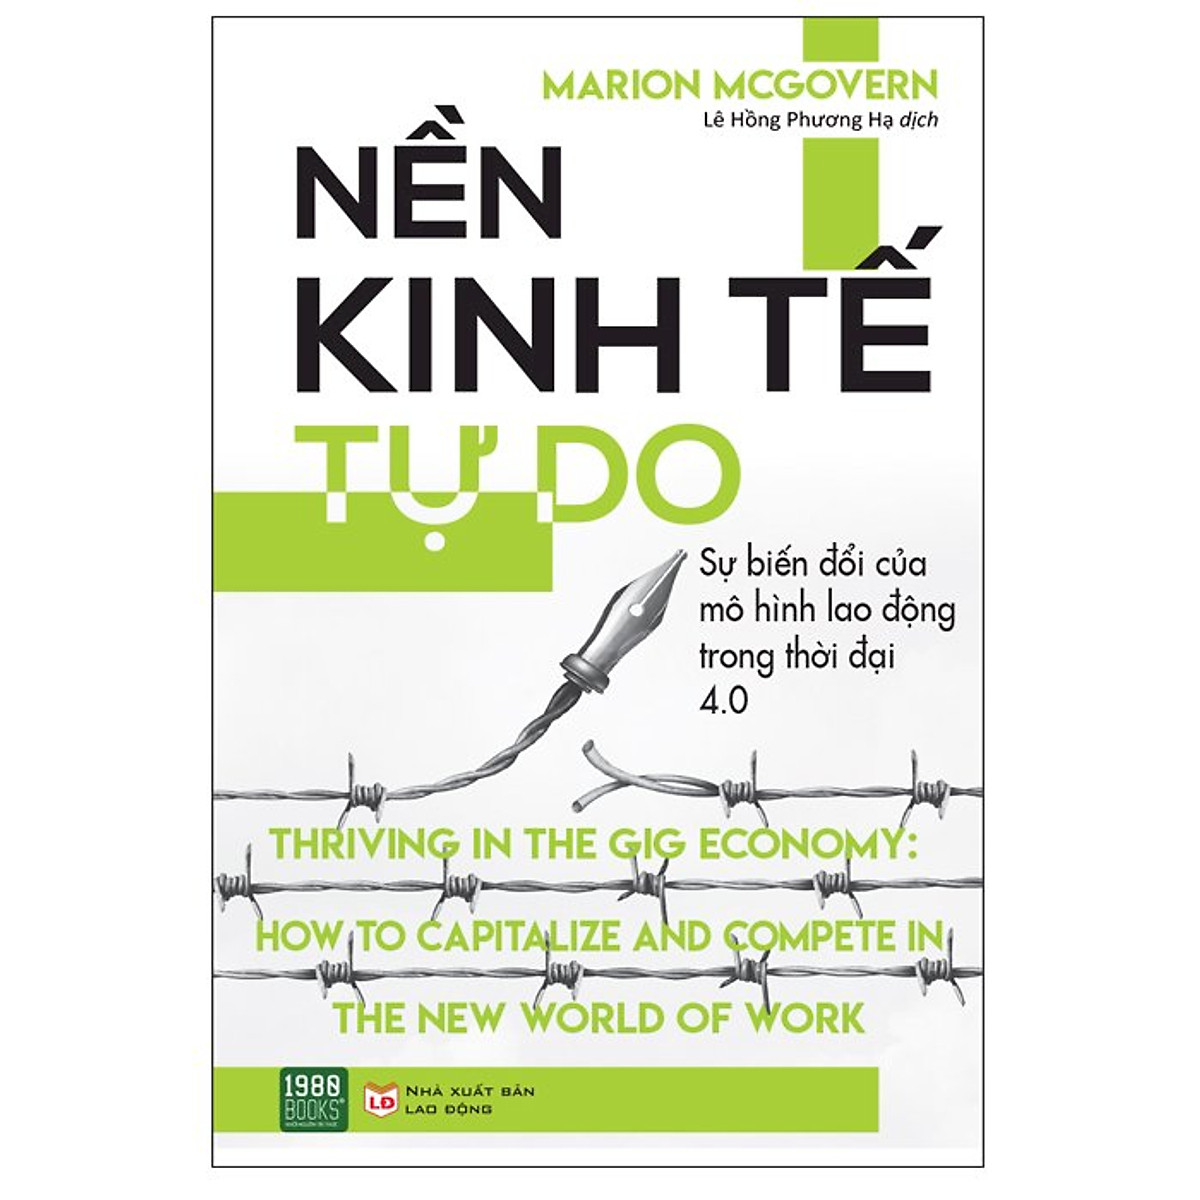 MARION MCGOVERN
Lê Hồng Phương Hạ dịch
NỀN
KINH TẾ
TỰ DO
Sự biến đổi của
mô hình lao động
trong thời đại
4.0
THRIVING IN THE GIG ECONOMY:
HOW TO CAPITALIZE AND COMPETE IN
THE NEW WORLD OF WORK
1980
BOOKS®
LĐ
NHÀ XUẤT BẢN
LAO ĐỘNG